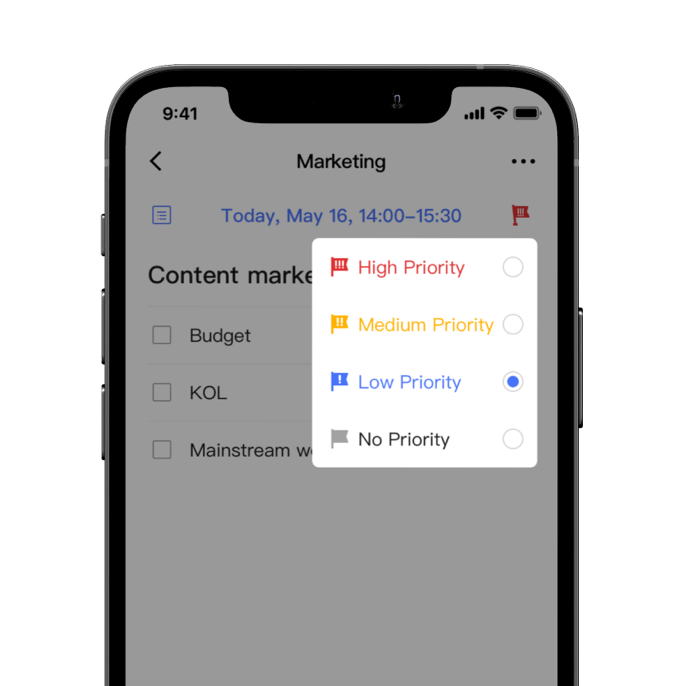 9:41
Marketing
Today, May 16, 14:00–15:30
Content marke
High Priority
Medium Priority
Budget
Low Priority
KOL
No Priority
Mainstream w